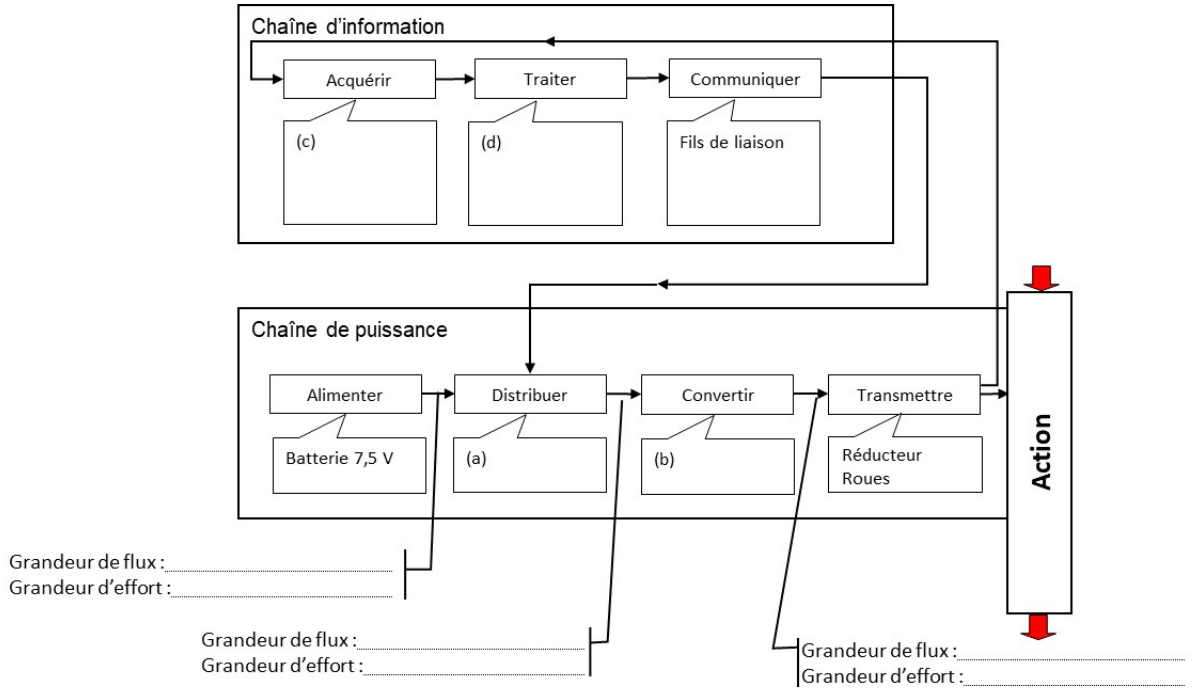 Chaîne d'information
Acquérir
Traiter
Communiquer
(c)
(d)
Fils de liaison
Chaîne de puissance
Alimenter
Distribuer
Convertir
Transmettre
Batterie 7,5 V
(a)
(b)
Réducteur
Roues
Action
Grandeur de flux :
Grandeur d'effort :
Grandeur de flux :
Grandeur d'effort :
Grandeur de flux :
Grandeur d'effort :